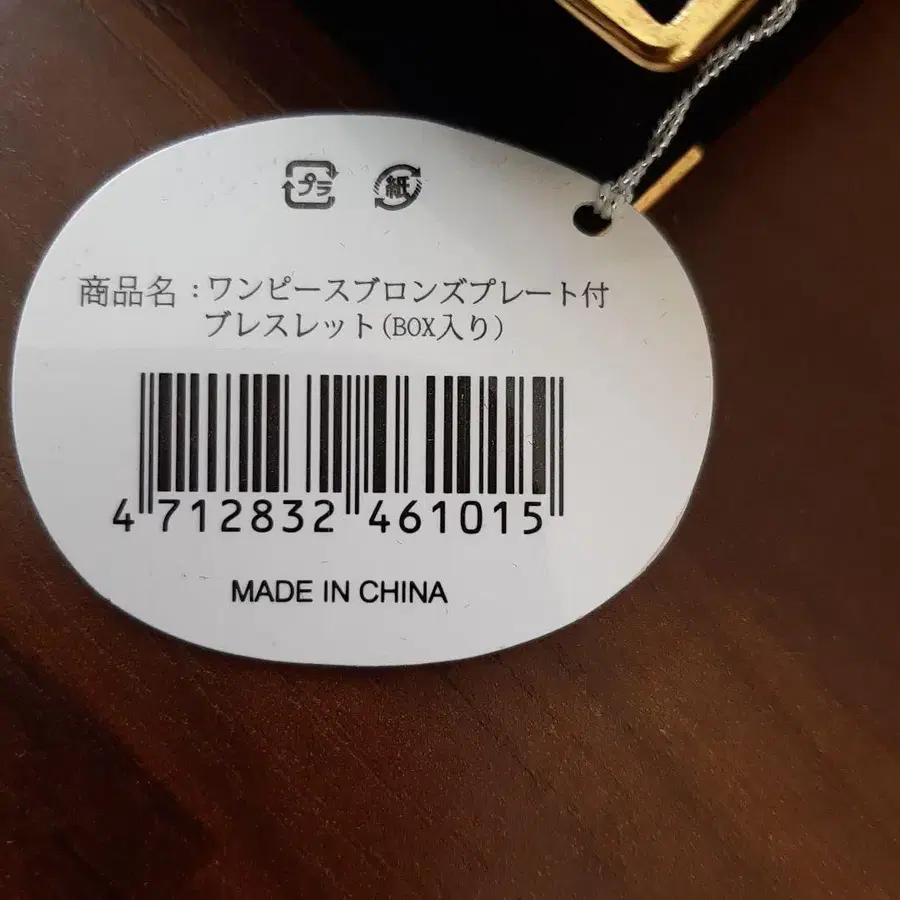 プラ 紙
商品名:ワンピースブロンズプレート付
ブレスレット(BOX入り)
4 712832 461015
MADE IN CHINA